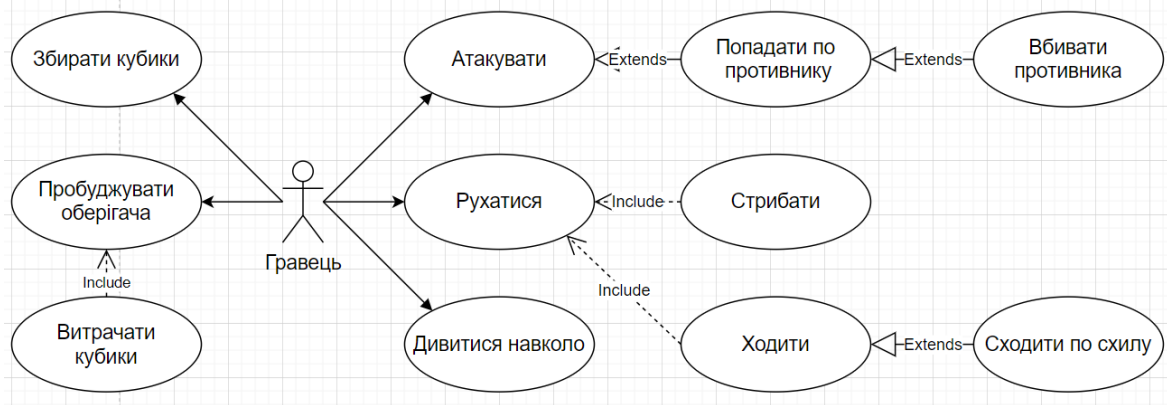 Збирати кубики
Атакувати
Extends
Попадати по
противнику
Extends
Вбивати
противника
Пробуджувати
оберігача
Гравець
Рухатися
Include
Стрибати
Include
Include
Витрачати
кубики
Дивитися навколо
Ходити
Extends
Сходити по схилу